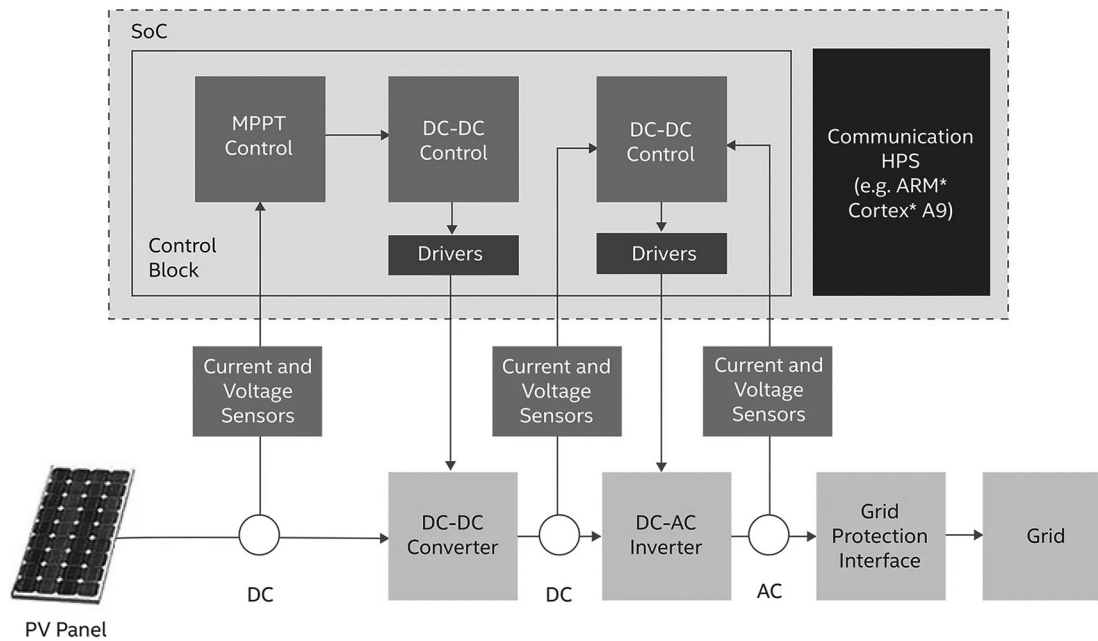 SoC
MPPT
Control
DC-DC
Control
DC-DC
Control
Communication
HPS
(e.g. ARM*
Cortex* A9)
Control
Block
Drivers
Drivers
Current and
Voltage
Sensors
Current and
Voltage
Sensors
Current and
Voltage
Sensors
DC-DC
Converter
DC-AC
Inverter
Grid
Protection
Interface
Grid
DC
DC
AC
PV Panel